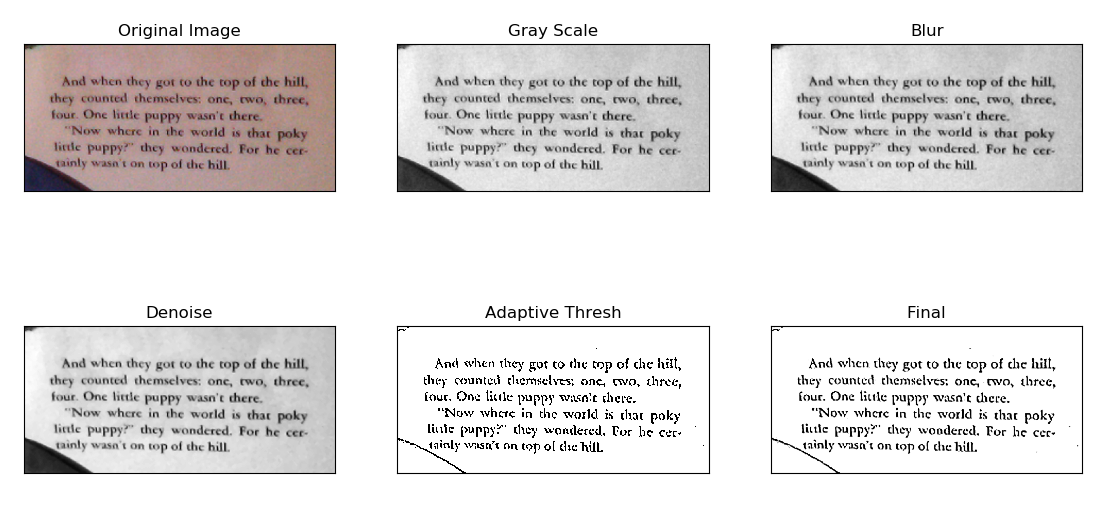 Original Image
And when they got to the top of the hill,
they counted themselves: one, two, three,
four. One little puppy wasn't there.
"Now where in the world is that poky
little puppy?" they wondered. For he cer-
tainly wasn't on top of the hill.
Gray Scale
And when they got to the top of the hill,
they counted themselves: one, two, three,
four. One little puppy wasn't there.
"Now where in the world is that poky
little puppy?" they wondered. For he cer-
tainly wasn't on top of the hill.
Blur
And when they got to the top of the hill,
they counted themselves: one, two, three,
four. One little puppy wasn't there.
"Now where in the world is that poky
little puppy?" they wondered. For he cer-
tainly wasn't on top of the hill.
Denoise
And when they got to the top of the hill,
they counted themselves: one, two, three,
four. One little puppy wasn't there.
"Now where in the world is that poky
little puppy?" they wondered. For he cer-
tainly wasn't on top of the hill.
Adaptive Thresh
And when they got to the top of the hill,
they counted themselves: one, two, three,
four. One little puppy wasn't there.
"Now where in the world is that poky
little puppy?" they wondered. For he cer-
tainly wasn't on top of the hill.
Final
And when they got to the top of the hill,
they counted themselves: one, two, three,
four. One little puppy wasn't there.
"Now where in the world is that poky
little puppy?" they wondered. For he cer-
tainly wasn't on top of the hill.